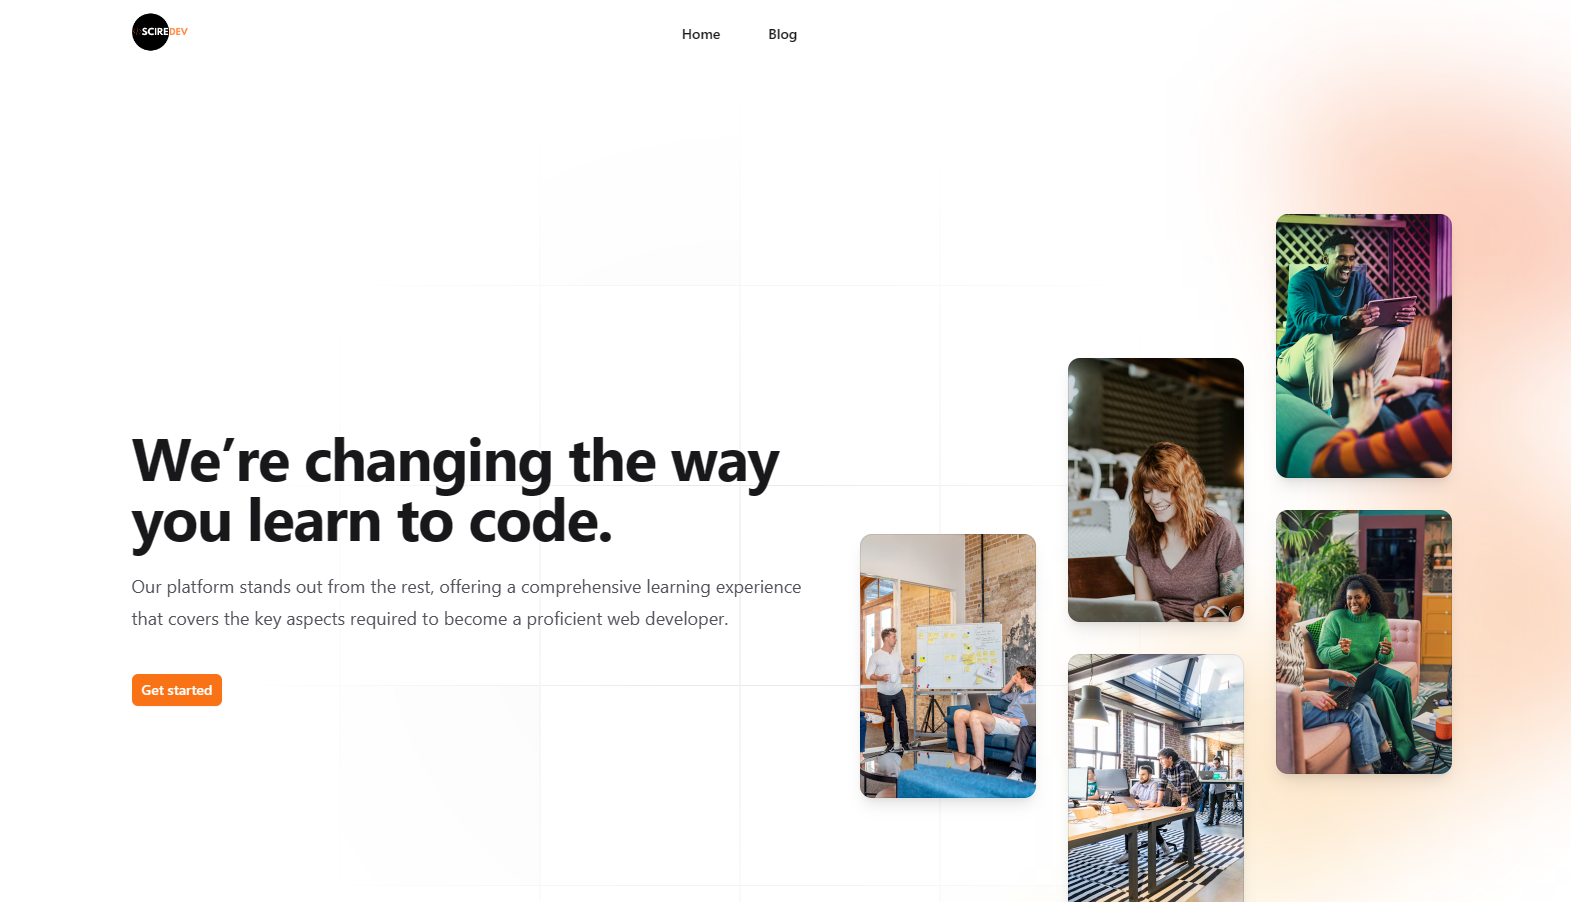 SCIREDEV
Home
Blog
We’re changing the way
you learn to code.
Our platform stands out from the rest, offering a comprehensive learning experience
that covers the key aspects required to become a proficient web developer.
Get started